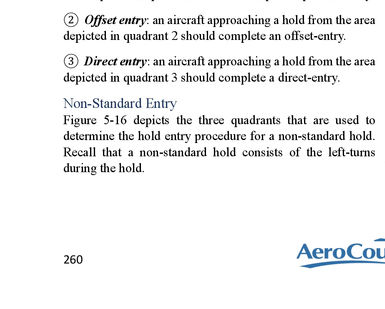 ② Offset entry: an aircraft approaching a hold from the area
depicted in quadrant 2 should complete an offset-entry.
③ Direct entry: an aircraft approaching a hold from the area
depicted in quadrant 3 should complete a direct-entry.
Non-Standard Entry
Figure 5-16 depicts the three quadrants that are used to
determine the hold entry procedure for a non-standard hold.
Recall that a non-standard hold consists of the left-turns
during the hold.
260
AeroCou